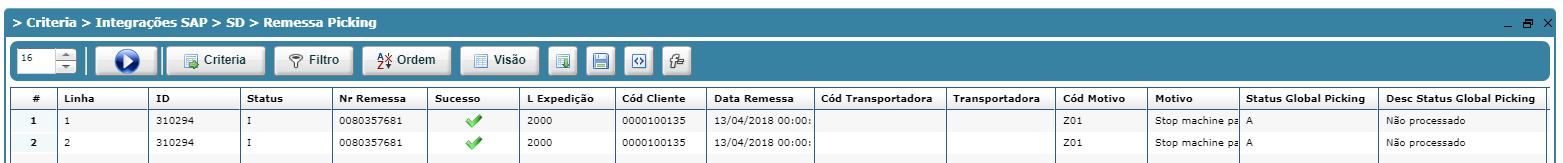 > Criteria > Integrações SAP > SD > Remessa Picking
16 Criteria Filtro Ordem Visão
# Linha ID Status Nr Remessa Sucesso L Expedição Cód Cliente Data Remessa Cód Transportadora Transportadora Cód Motivo Motivo Status Global Picking Desc Status Global Picking
1 1 310294 I 0080357681 2000 0000100135 13/04/2018 00:00: Z01 Stop machine pa A Não processado
2 2 310294 I 0080357681 2000 0000100135 13/04/2018 00:00: Z01 Stop machine pa A Não processado